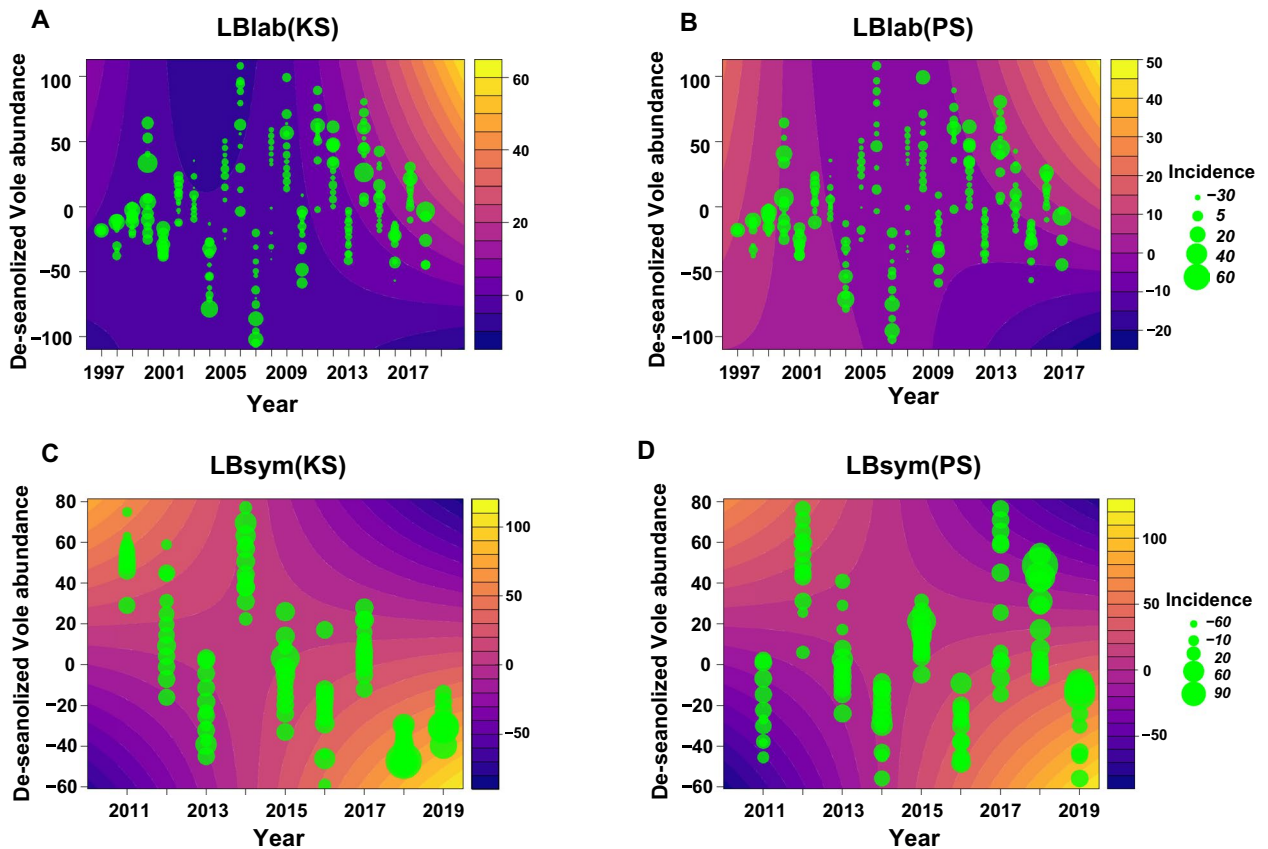 A
LBlab(KS)
De-seanolized Vole abundance
100
50
0
−50
−100
1997 2001 2005 2009 2013 2017
Year
60
40
20
0
B
LBlab(PS)
De-seanolized Vole abundance
100
50
0
−50
−100
1997 2001 2005 2009 2013 2017
Year
50
40
30
20
10
0
−10
−20
Incidence
−30
5
20
40
60
C
LBsym(KS)
De-seanolized Vole abundance
80
60
40
20
0
−20
−40
−60
2011 2013 2015 2017 2019
Year
100
50
0
−50
D
LBsym(PS)
De-seanolized Vole abundance
80
60
40
20
0
−20
−40
−60
2011 2013 2015 2017 2019
Year
100
50
0
−50
Incidence
−60
−10
20
60
90